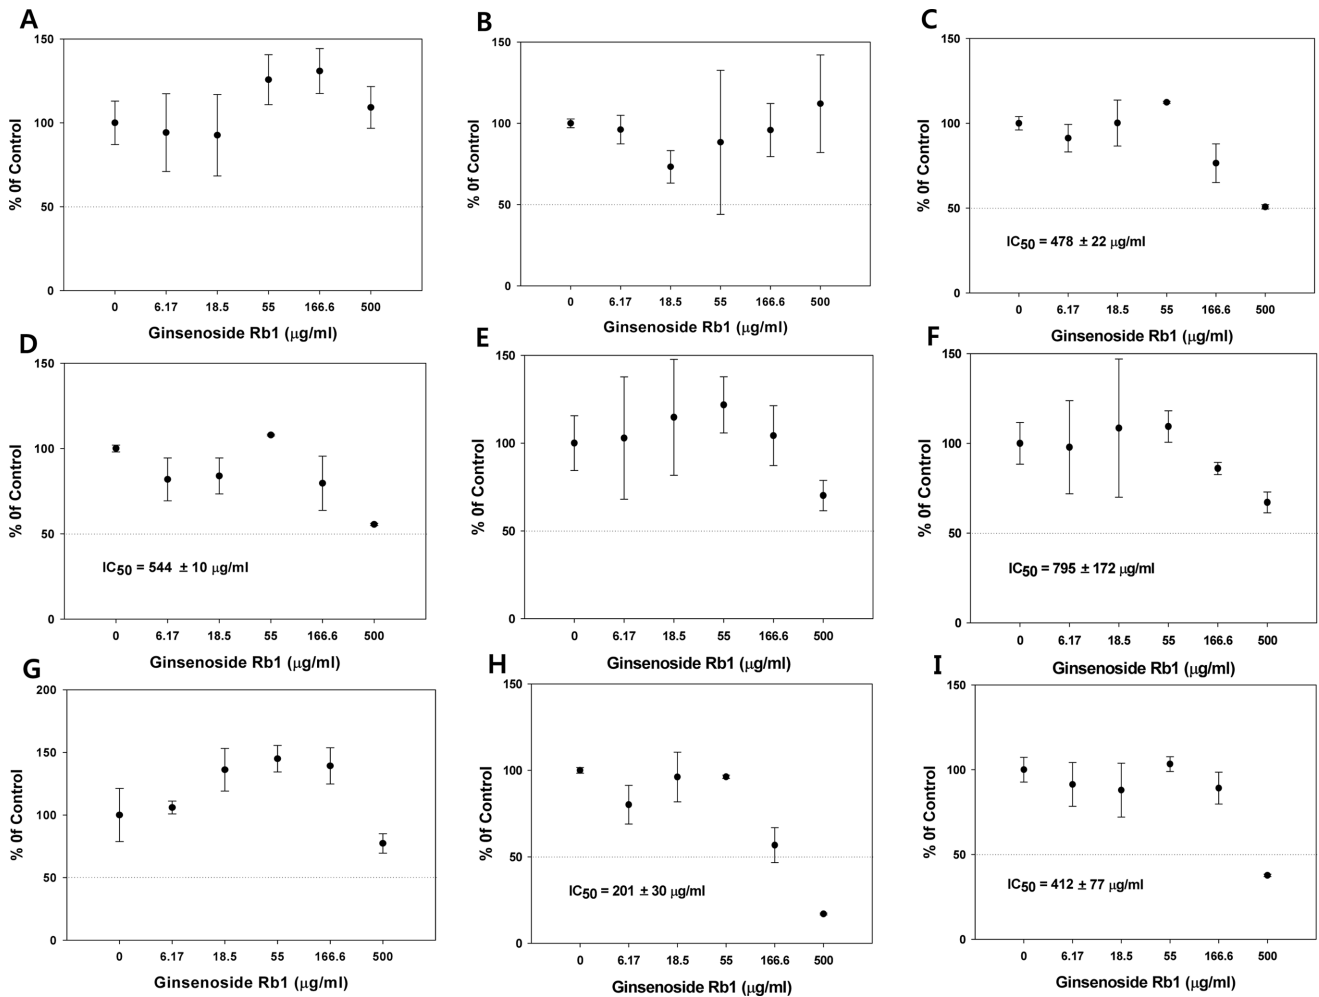 A
150
100
50
0
% 0f Control
0 6.17 18.5 55 166.6 500
Ginsenoside Rb1 (μg/ml)
B
150
100
50
0
% 0f Control
0 6.17 18.5 55 166.6 500
Ginsenoside Rb1 (μg/ml)
C
150
100
50
0
% 0f Control
IC50 = 478 ± 22 μg/ml
0 6.17 18.5 55 166.6 500
Ginsenoside Rb1 (μg/ml)
D
150
100
50
0
% 0f Control
IC50 = 544 ± 10 μg/ml
0 6.17 18.5 55 166.6 500
Ginsenoside Rb1 (μg/ml)
E
150
100
50
0
% 0f Control
0 6.17 18.5 55 166.6 500
Ginsenoside Rb1 (μg/ml)
F
150
100
50
0
% 0f Control
IC50 = 795 ± 172 μg/ml
0 6.17 18.5 55 166.6 500
Ginsenoside Rb1 (μg/ml)
G
200
150
100
50
0
% 0f Control
0 6.17 18.5 55 166.6 500
Ginsenoside Rb1 (μg/ml)
H
150
100
50
0
% 0f Control
IC50 = 201 ± 30 μg/ml
0 6.17 18.5 55 166.6 500
Ginsenoside Rb1 (μg/ml)
I
150
100
50
0
% 0f Control
IC50 = 412 ± 77 μg/ml
0 6.17 18.5 55 166.6 500
Ginsenoside Rb1 (μg/ml)